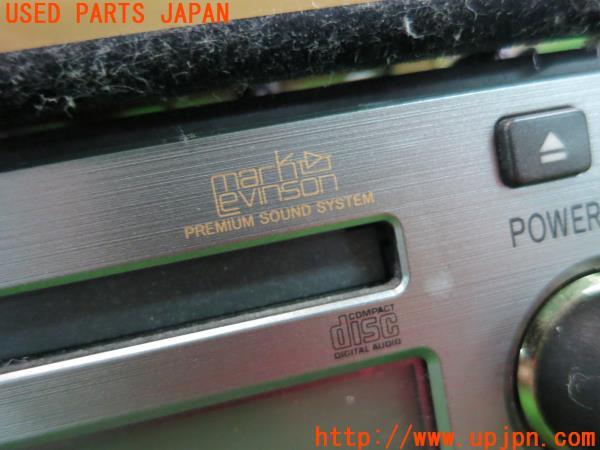 USED PARTS JAPAN
mark
Levinson
PREMIUM SOUND SYSTEM
POWER
COMPACT
disc
DIGITAL AUDIO
http://www.upjpn.com